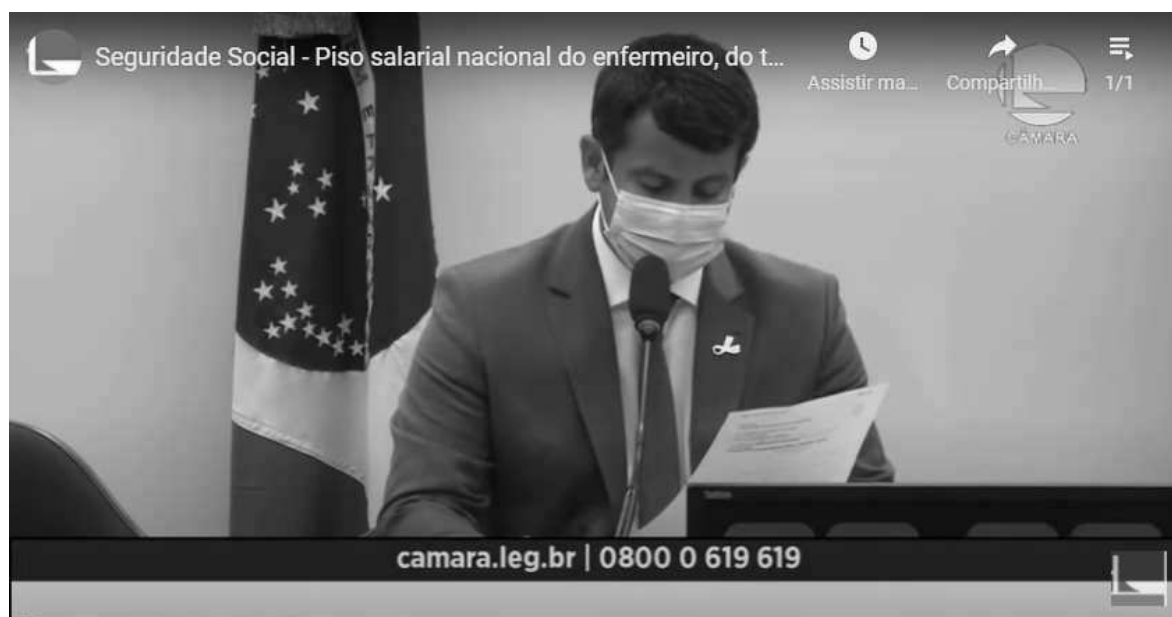 Seguridade Social - Piso salarial nacional do enfermeiro, do t...
Assistir ma...
Compartilh...
1/1
CÂMARA
camara.leg.br | 0800 0 619 619